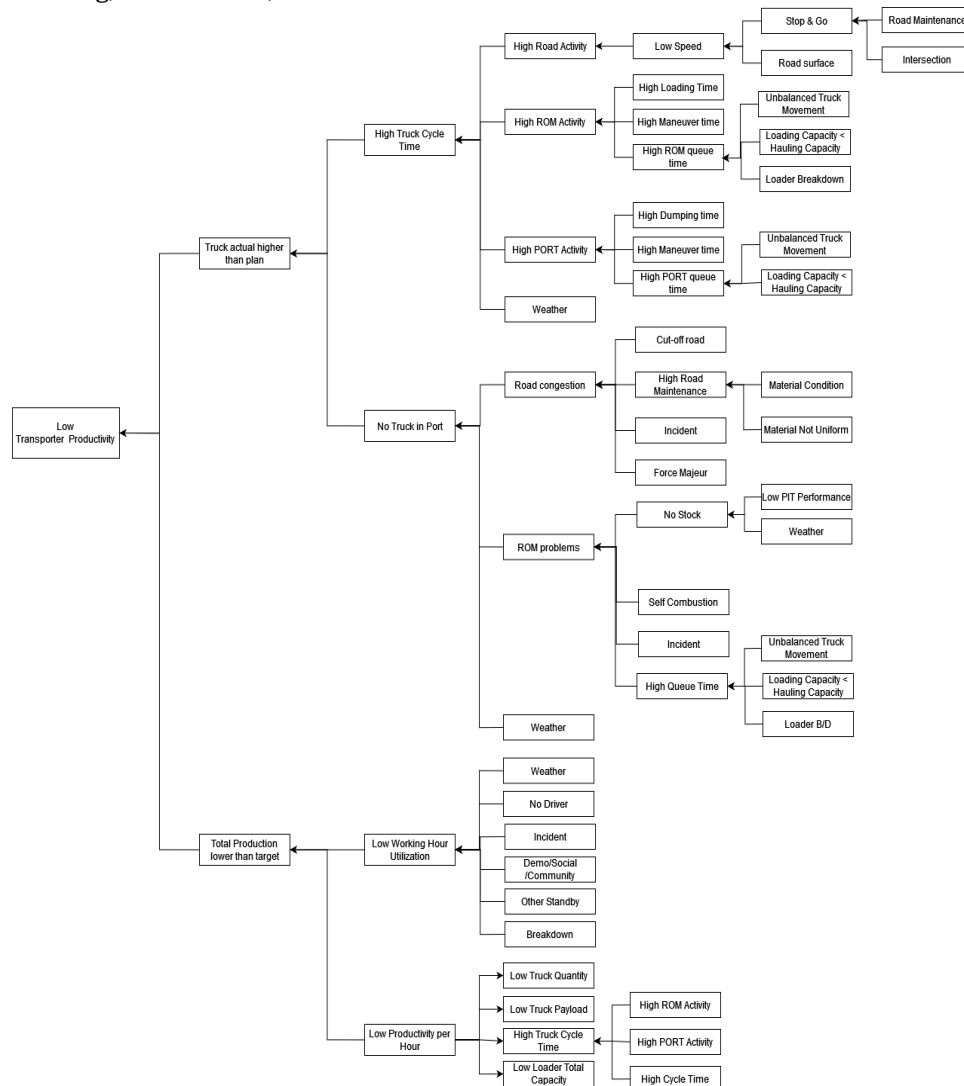 Stop & Go
Road Maintenance
High Road Activity
Low Speed
Road surface
Intersection
High Loading Time
Unbalanced Truck
Movement
High ROM Activity
High Maneuver time
Loading Capacity <
Hauling Capacity
High Truck Cycle
Time
High ROM queue
time
Loader Breakdown
High Dumping time
Truck actual higher
than plan
High PORT Activity
High Maneuver time
Unbalanced Truck
Movement
High PORT queue
time
Loading Capacity <
Hauling Capacity
Weather
Cut-off road
Road congestion
High Road
Maintenance
Material Condition
Low
Transporter Productivity
No Truck in Port
Incident
Material Not Uniform
Force Majeur
Low PIT Performance
No Stock
Weather
ROM problems
Self Combustion
Incident
Unbalanced Truck
Movement
High Queue Time
Loading Capacity <
Hauling Capacity
Weather
Loader B/D
Weather
No Driver
Total Production
lower than target
Low Working Hour
Utilization
Incident
Demo/Social
/Community
Other Standby
Breakdown
Low Truck Quantity
Low Truck Payload
High ROM Activity
Low Productivity per
Hour
High Truck Cycle
Time
High PORT Activity
Low Loader Total
Capacity
High Cycle Time